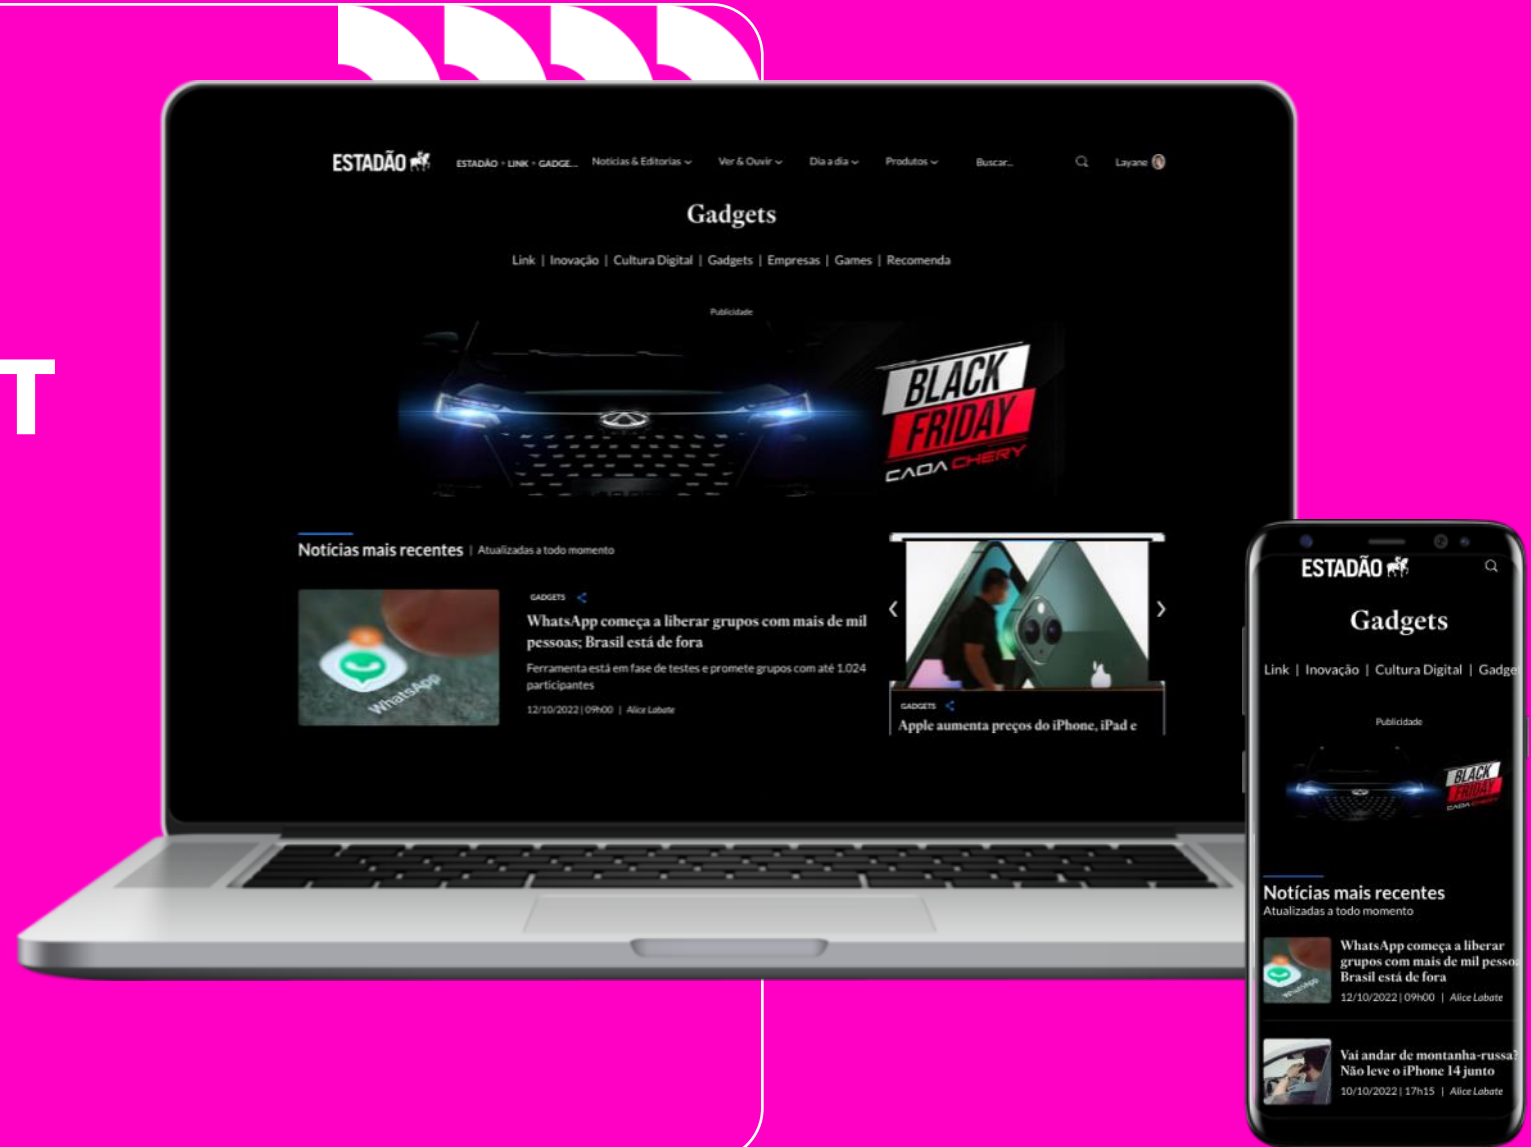 T
ESTADÃO
ESTADÃO • LINK • GADGE... Notícias & Editorias Ver & Ouvir Dia a dia Produtos Buscar... Layane
Gadgets
Link | Inovação | Cultura Digital | Gadgets | Empresas | Games | Recomenda
Publicidade
BLACK
FRIDAY
CAOA CHERY
Notícias mais recentes | Atualizadas a todo momento
GADGETS
WhatsApp começa a liberar grupos com mais de mil
pessoas; Brasil está de fora
Ferramenta está em fase de testes e promete grupos com até 1.024
participantes
12/10/2022 | 09h00 | Alice Labate
WhatsApp
GADGETS
Apple aumenta preços do iPhone, iPad e
ESTADÃO
Gadgets
Link | Inovação | Cultura Digital | Gadge
Publicidade
BLACK
FRIDAY
CAOA CHERY
Notícias mais recentes
Atualizadas a todo momento
WhatsApp começa a liberar
grupos com mais de mil pessoa
Brasil está de fora
12/10/2022 | 09h00 | Alice Labate
WhatsApp
Vai andar de montanha-russa?
Não leve o iPhone 14 junto
10/10/2022 | 17h15 | Alice Labate